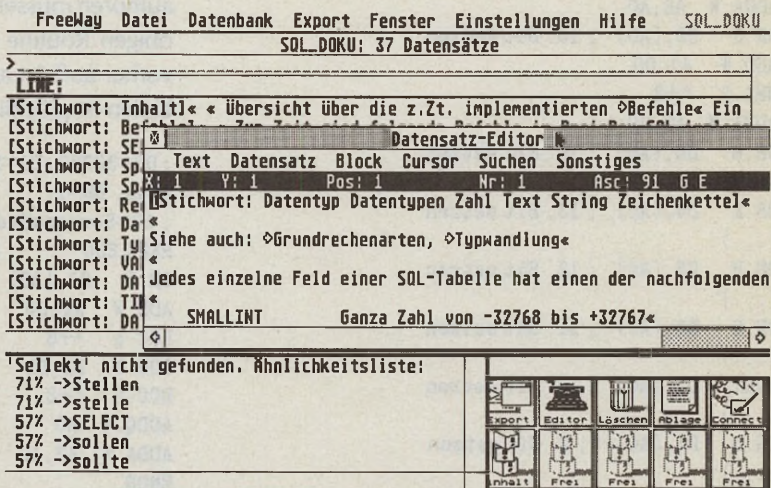 FreeWay Datei Datenbank Export Fenster Einstellungen Hilfe SQL_DOKU
SQL_DOKU: 37 Datensätze
>
LINE:
[Stichwort: Inhalt]« « Übersicht über die z.Zt. implementierten ◊Befehle« Ein
[Stichwort: Be
[Stichwort: SE
[Stichwort: Sp
[Stichwort: Sp
[Stichwort: Re
[Stichwort: Da
[Stichwort: Ty
[Stichwort: VA
[Stichwort: DA
[Stichwort: TI
[Stichwort: DA
Datensatz-Editor
Text Datensatz Block Cursor Suchen Sonstiges
X: 1 Y: 1 Pos: 1 Nr: 1 Asc: 91 G E
[Stichwort: Datentyp Datentypen Zahl Text String Zeichenkette]«
«
Siehe auch: ◊Grundrechenarten, ◊Typwandlung«
«
Jedes einzelne Feld einer SQL-Tabelle hat einen der nachfolgenden
«
SMALLINT Ganza Zahl von -32768 bis +32767«
'Sellekt' nicht gefunden. Ähnlichkeitsliste:
71% ->Stellen
71% ->stelle
57% ->SELECT
57% ->sollen
57% ->sollte
Export Editor Löschen Ablage Connect
Inhalt Frei Frei Frei Frei